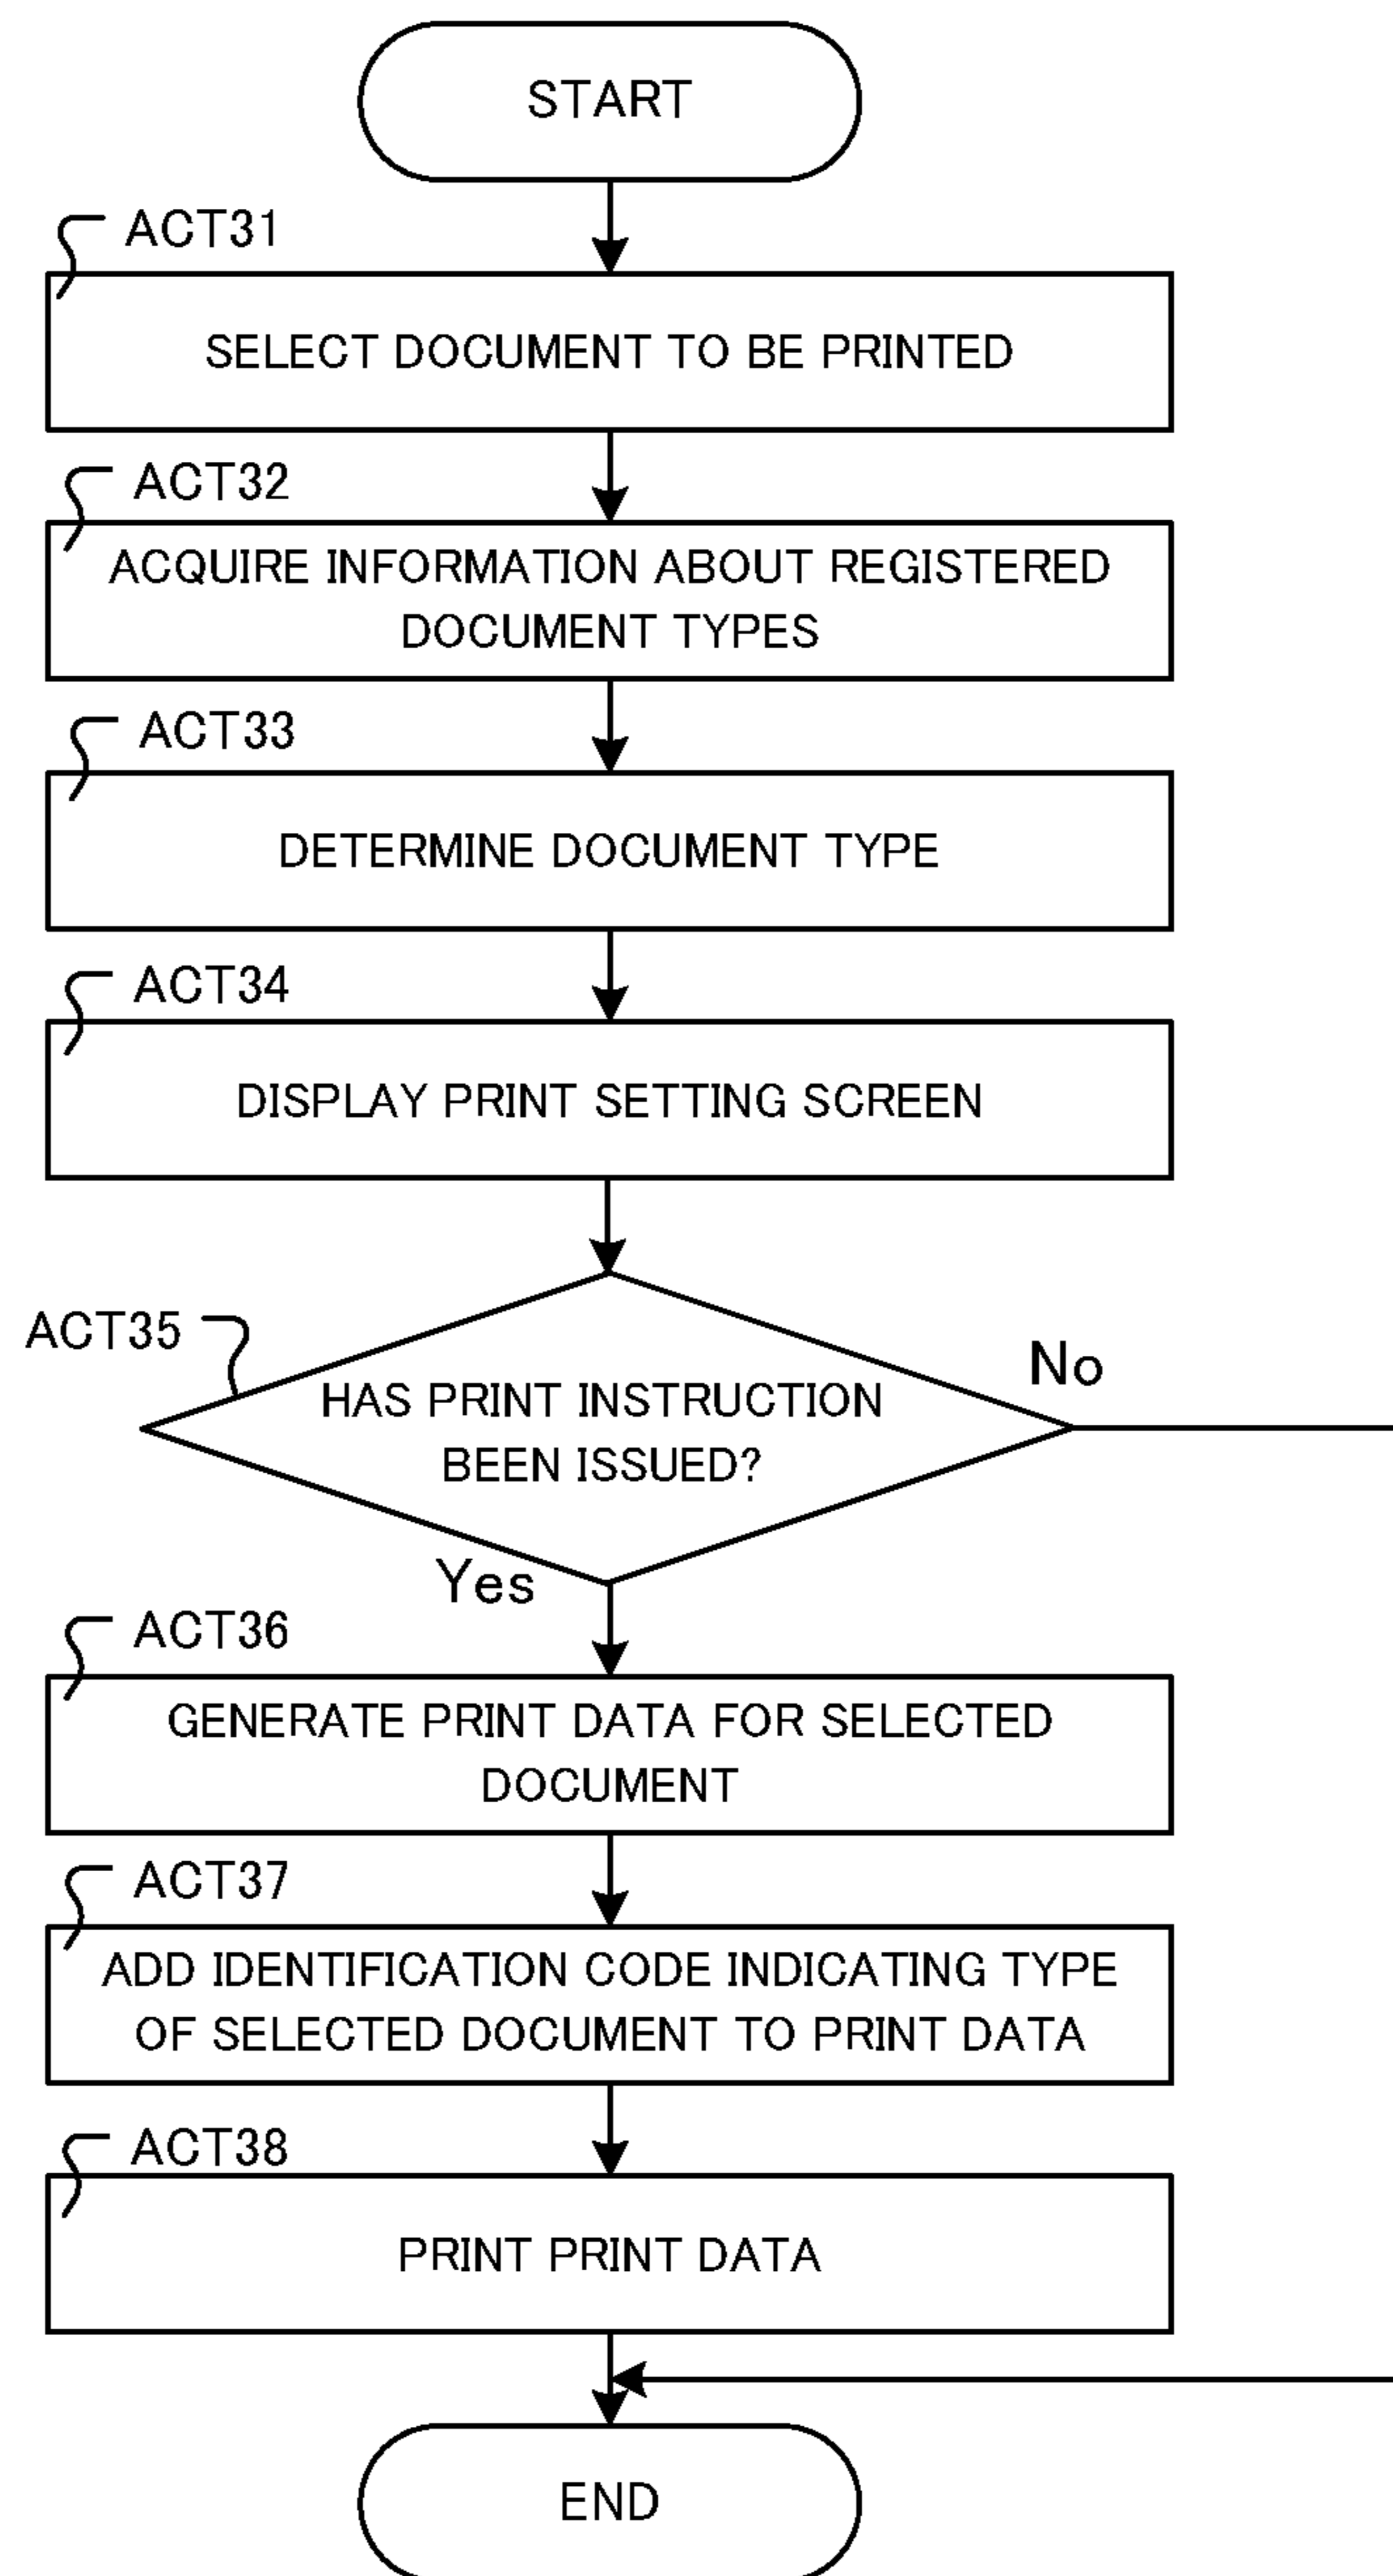 START
ACT31
SELECT DOCUMENT TO BE PRINTED
ACT32
ACQUIRE INFORMATION ABOUT REGISTERED
DOCUMENT TYPES
ACT33
DETERMINE DOCUMENT TYPE
ACT34
DISPLAY PRINT SETTING SCREEN
ACT35
HAS PRINT INSTRUCTION
BEEN ISSUED?
No
Yes
ACT36
GENERATE PRINT DATA FOR SELECTED
DOCUMENT
ACT37
ADD IDENTIFICATION CODE INDICATING TYPE
OF SELECTED DOCUMENT TO PRINT DATA
ACT38
PRINT PRINT DATA
END